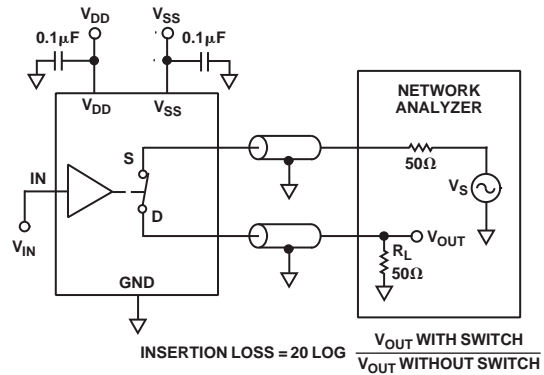 VDD
VSS
0.1µF
0.1µF
VDD
VSS
NETWORK
ANALYZER
S
50Ω
IN
VS
D
VOUT
VIN
RL
50Ω
GND
INSERTION LOSS = 20 LOG VOUT WITH SWITCH
VOUT WITHOUT SWITCH